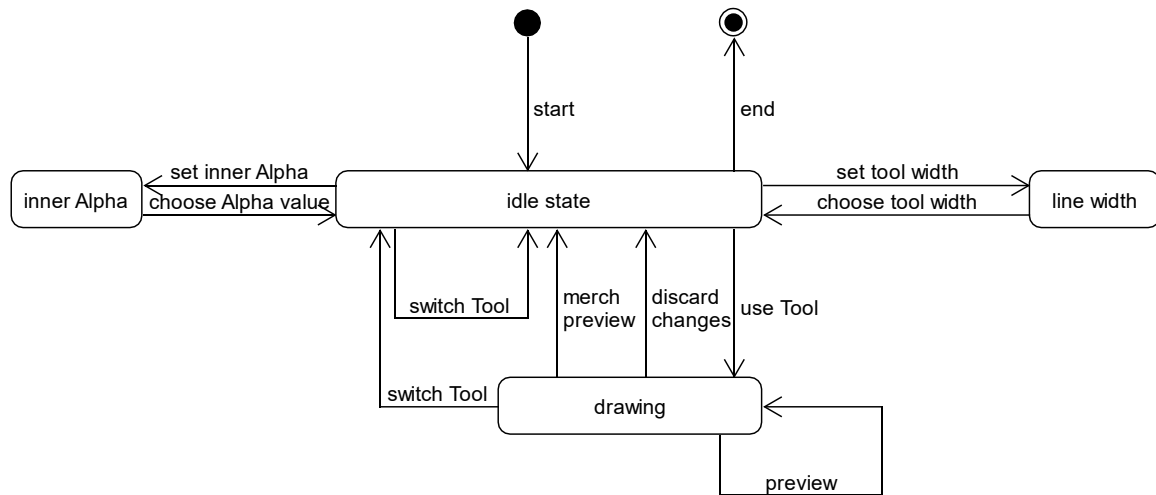 start
end
set inner Alpha
set tool width
inner Alpha
choose Alpha value
idle state
choose tool width
line width
switch Tool
merch
preview
discard
changes
use Tool
switch Tool
drawing
preview